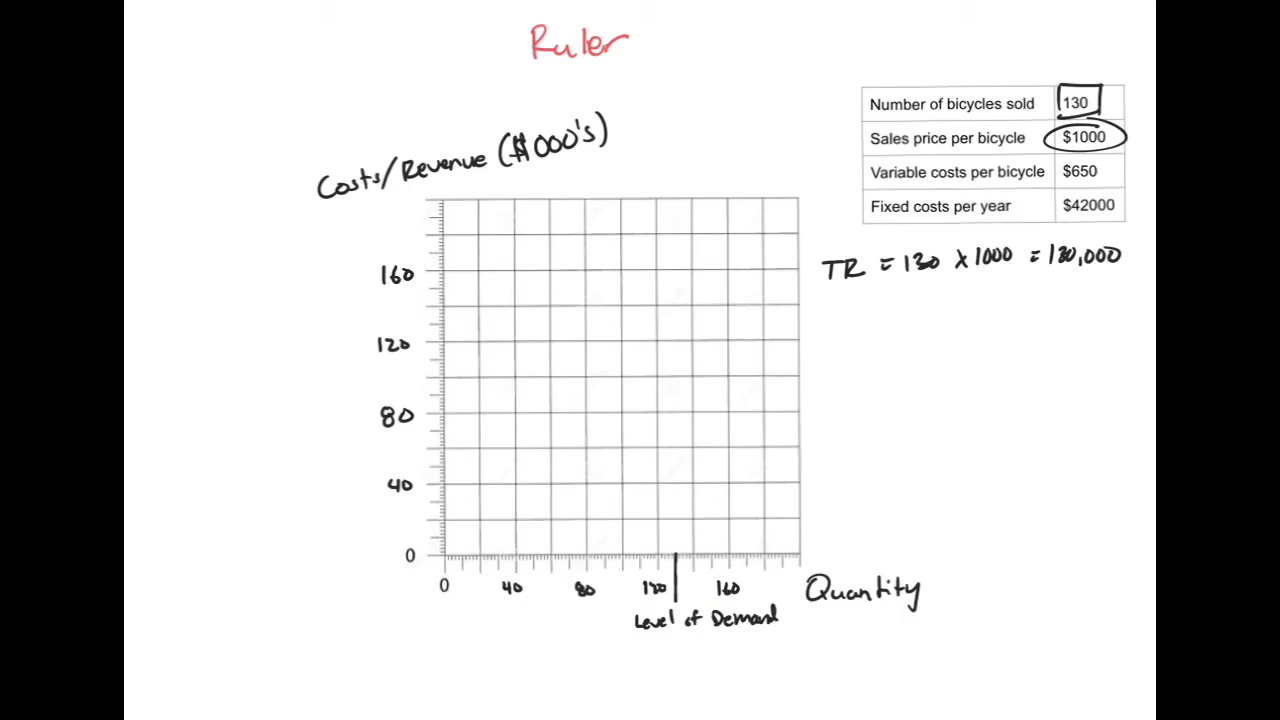 Ruler
Number of bicycles sold 130
Sales price per bicycle $1000
Variable costs per bicycle $650
Fixed costs per year $42000
Costs/Revenue ($000's)
TR = 130 x 1000 = 130,000
160
120
80
40
0
0 40 80 120 160
Quantity
Level of Demand